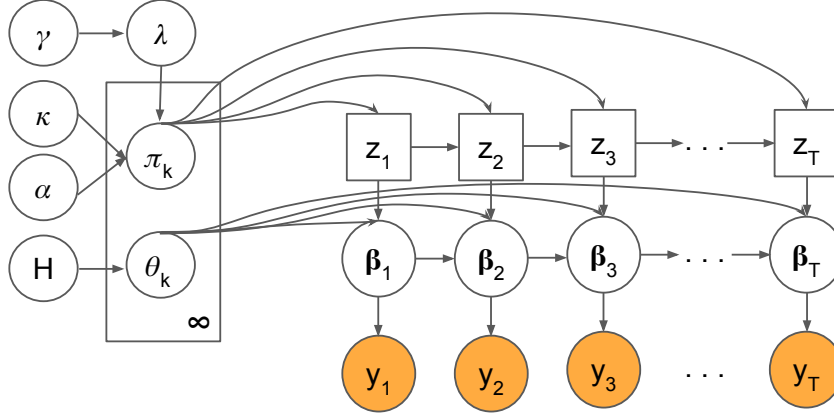 γ λ
κ
α
π_k
H
θ_k
∞
z_1 z_2 z_3 . . . z_T
β_1 β_2 β_3 . . . β_T
y_1 y_2 y_3 . . . y_T